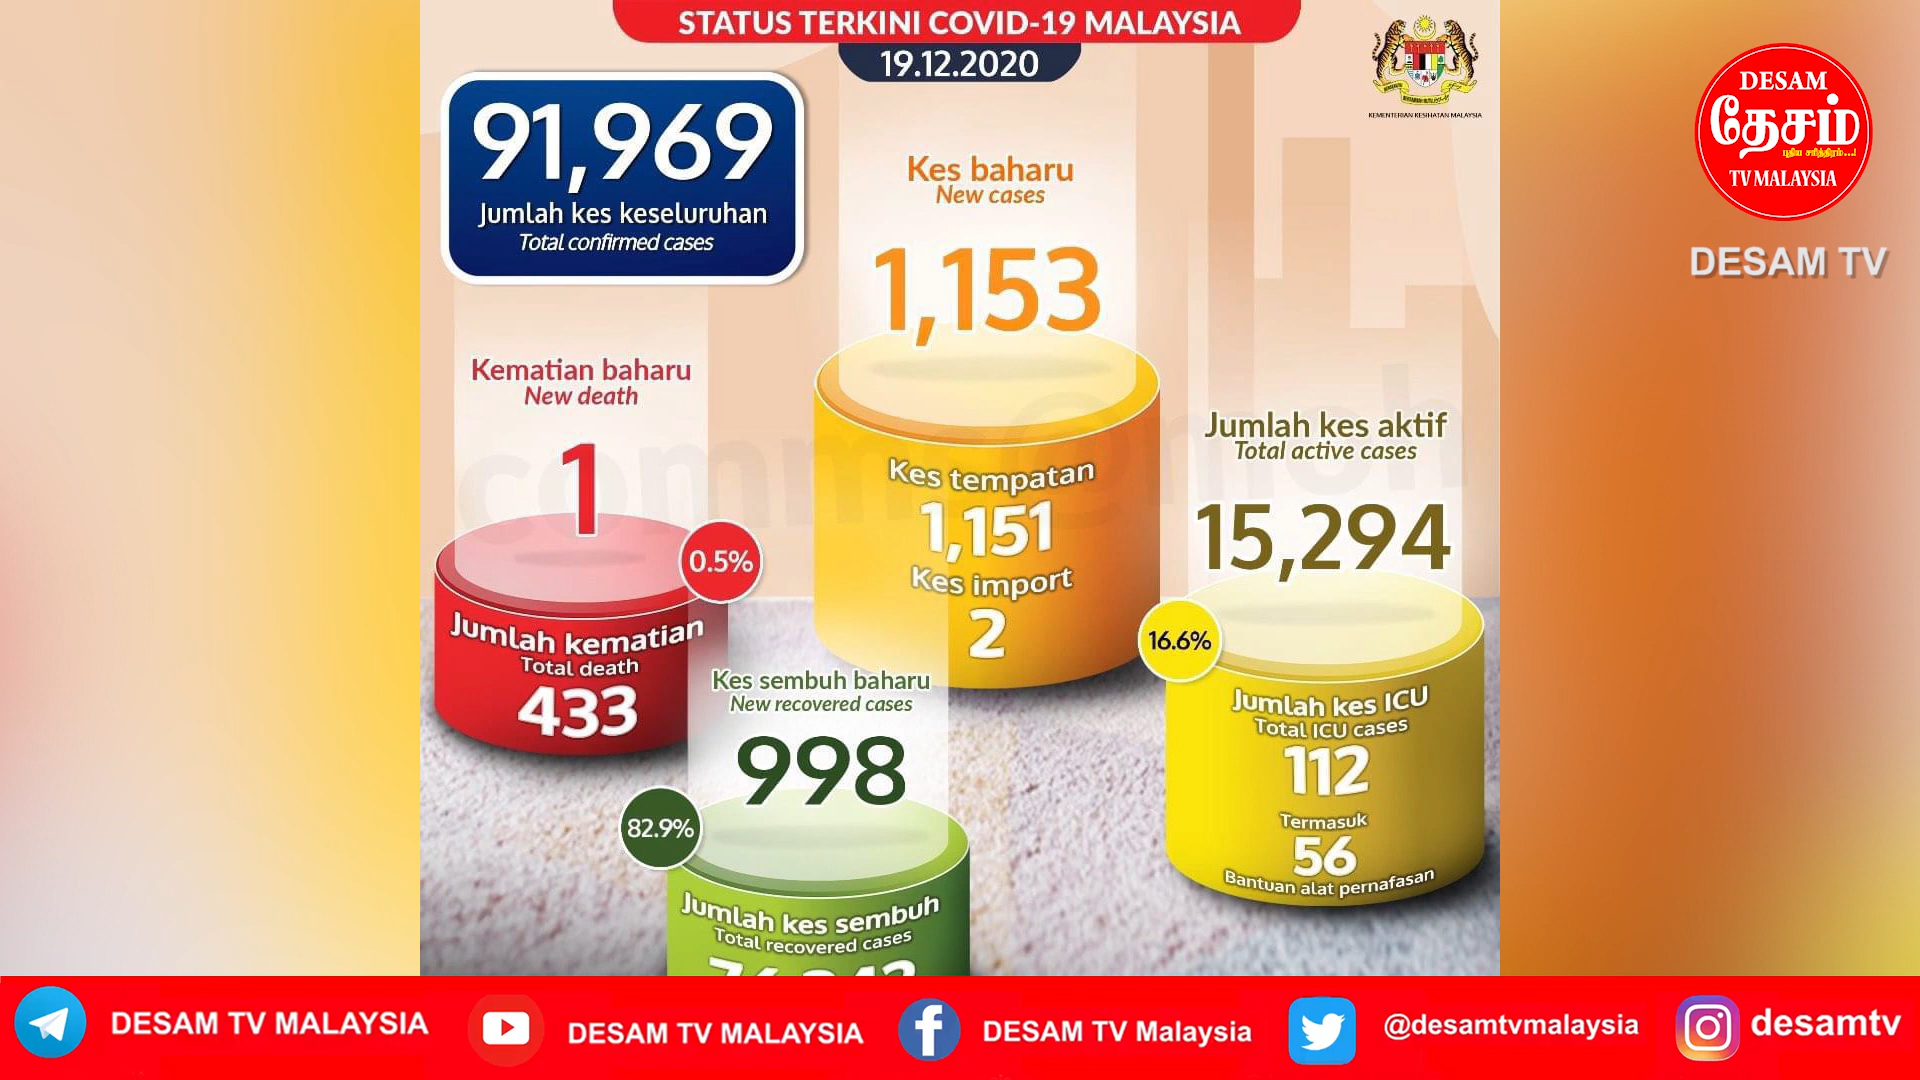 STATUS TERKINI COVID-19 MALAYSIA
19.12.2020
KEMENTERIAN KESIHATAN MALAYSIA
91,969
Jumlah kes keseluruhan
Total confirmed cases
Kes baharu
New cases
1,153
Kes tempatan
1,151
Kes import
2
Kematian baharu
New death
1
0.5%
Jumlah kematian
Total death
433
Jumlah kes aktif
Total active cases
15,294
16.6%
Jumlah kes ICU
Total ICU cases
112
Termasuk
56
Bantuan alat pernafasan
Kes sembuh baharu
New recovered cases
998
82.9%
Jumlah kes sembuh
Total recovered cases
DESAM
தேசம்
புதிய சரித்திரம்...!
TV MALAYSIA
DESAM TV
DESAM TV MALAYSIA
DESAM TV MALAYSIA
DESAM TV Malaysia
@desamtvmalaysia
desamtv